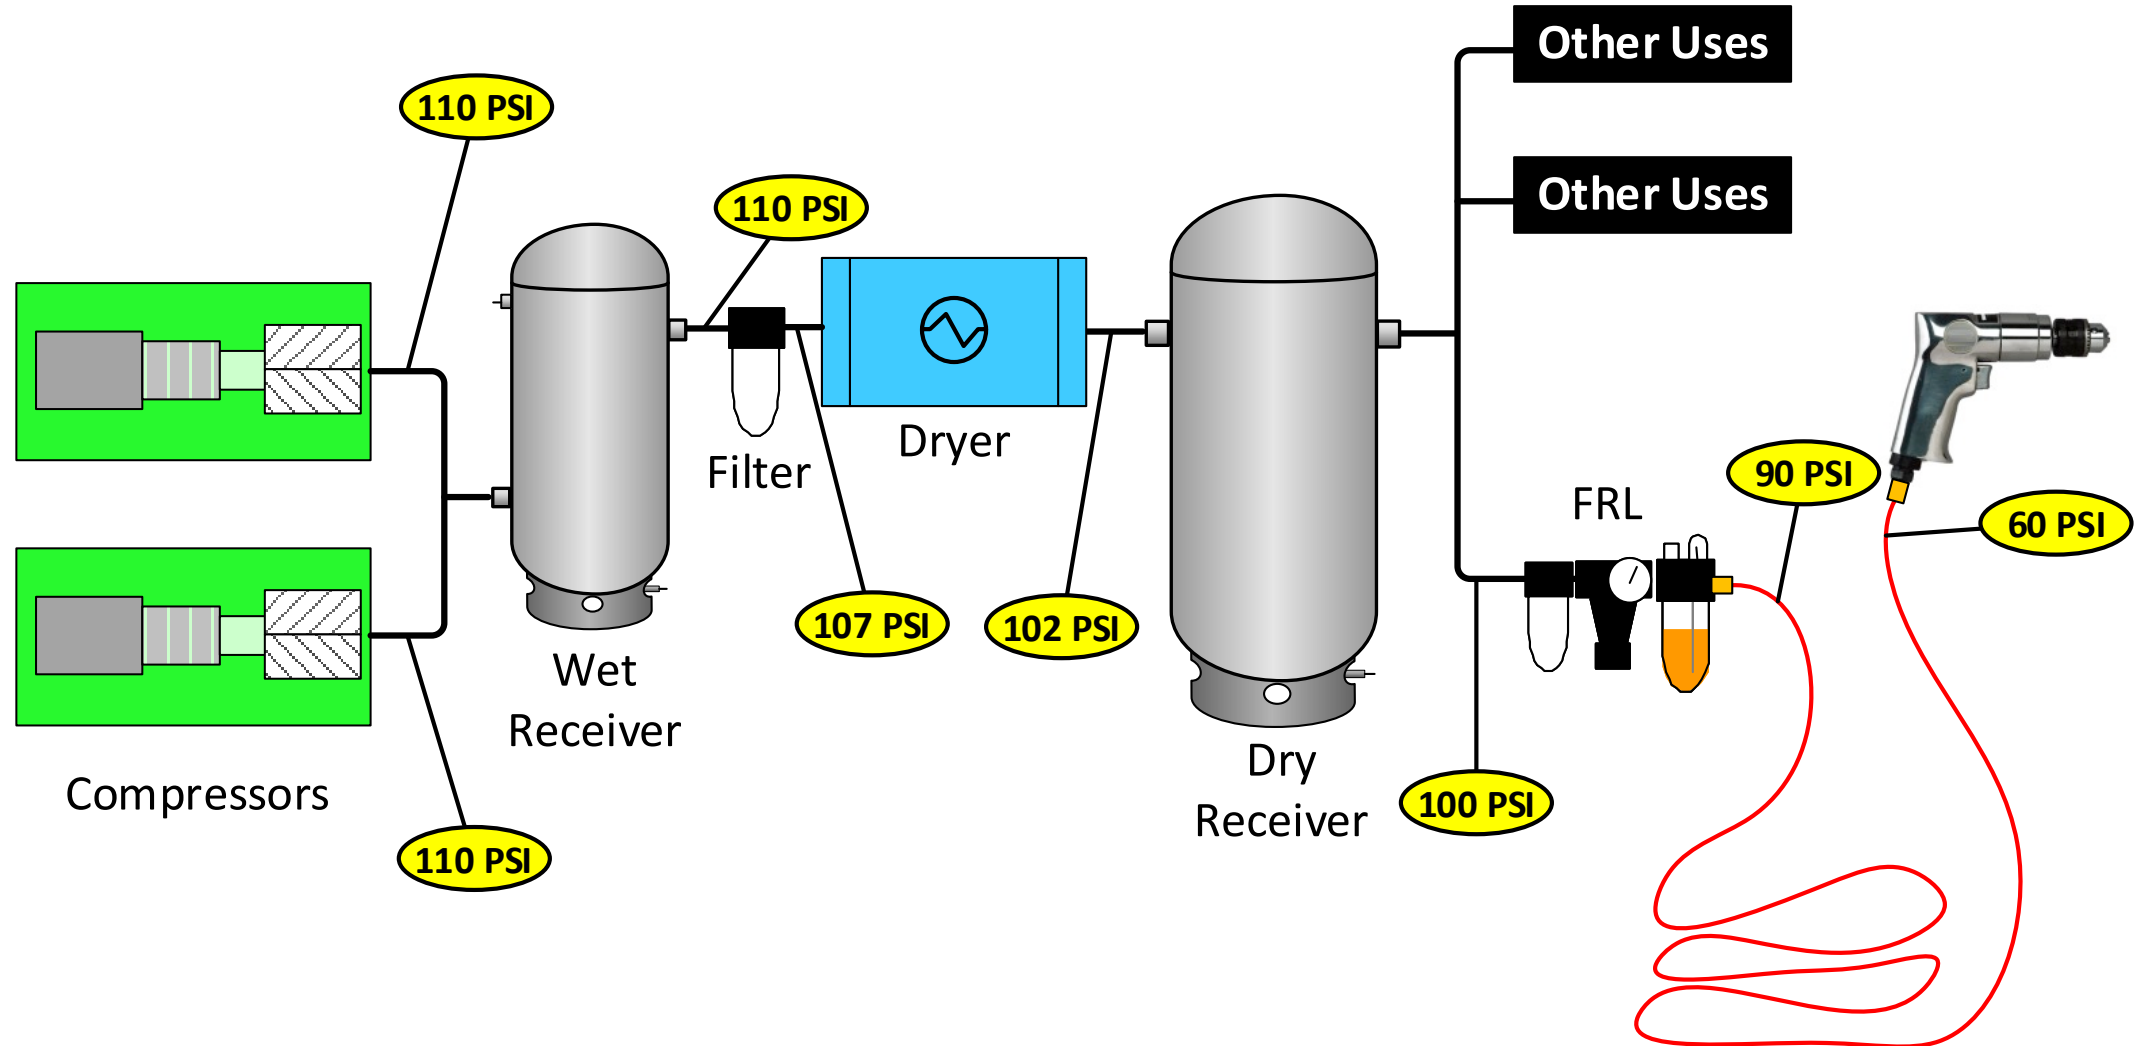 Other Uses
110 PSI
Other Uses
110 PSI
Dryer
Filter
90 PSI
FRL
60 PSI
107 PSI
102 PSI
Wet
Receiver
Dry
Receiver
Compressors
100 PSI
110 PSI